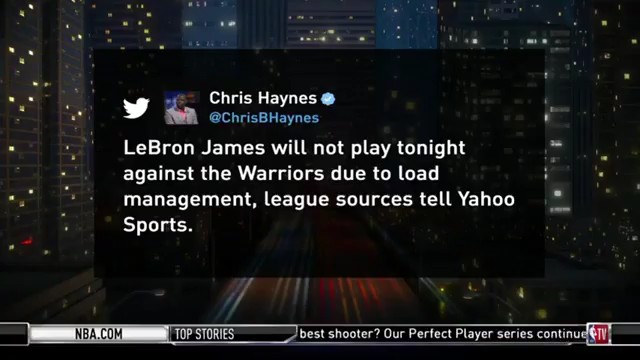 Chris Haynes
@ChrisBHaynes
LeBron James will not play tonight
against the Warriors due to load
management, league sources tell Yahoo
Sports.
NBA.COM
TOP STORIES
best shooter? Our Perfect Player series continue
TV